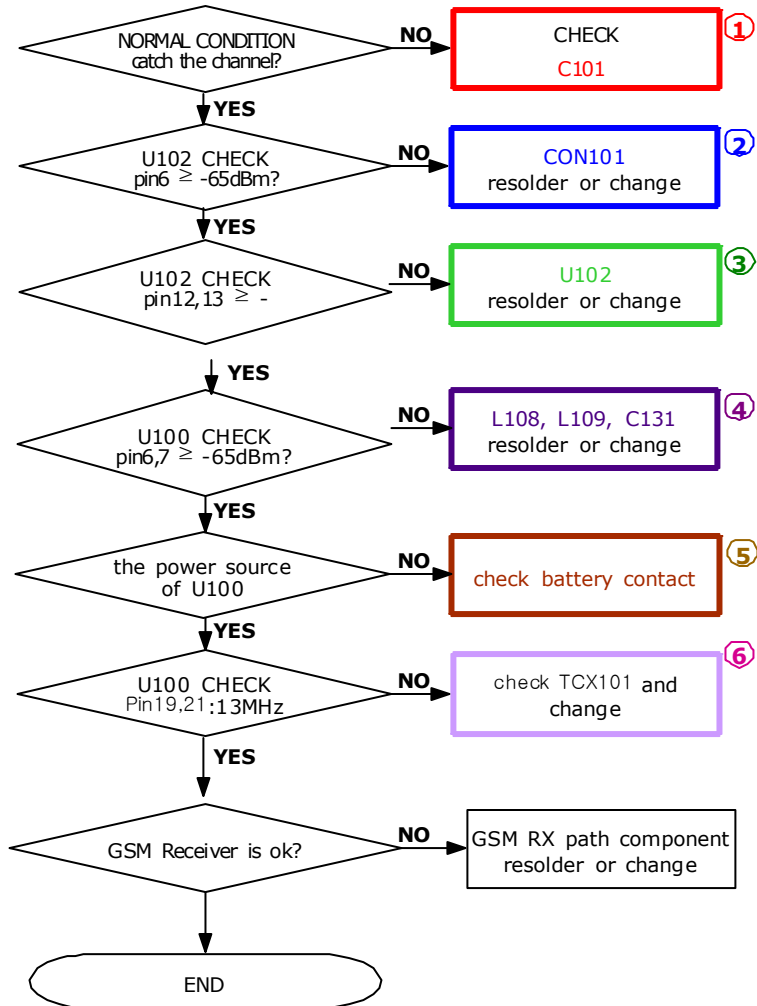 NORMAL CONDITION
catch the channel?
NO
CHECK
C101
1
YES
U102 CHECK
pin6 ≥ -65dBm?
NO
CON101
resolder or change
2
YES
U102 CHECK
pin12,13 ≥ -
NO
U102
resolder or change
3
YES
U100 CHECK
pin6,7 ≥ -65dBm?
NO
L108, L109, C131
resolder or change
4
YES
the power source
of U100
NO
check battery contact
5
YES
U100 CHECK
Pin19,21:13MHz
NO
check TCX101 and
change
6
YES
GSM Receiver is ok?
NO
GSM RX path component
resolder or change
END